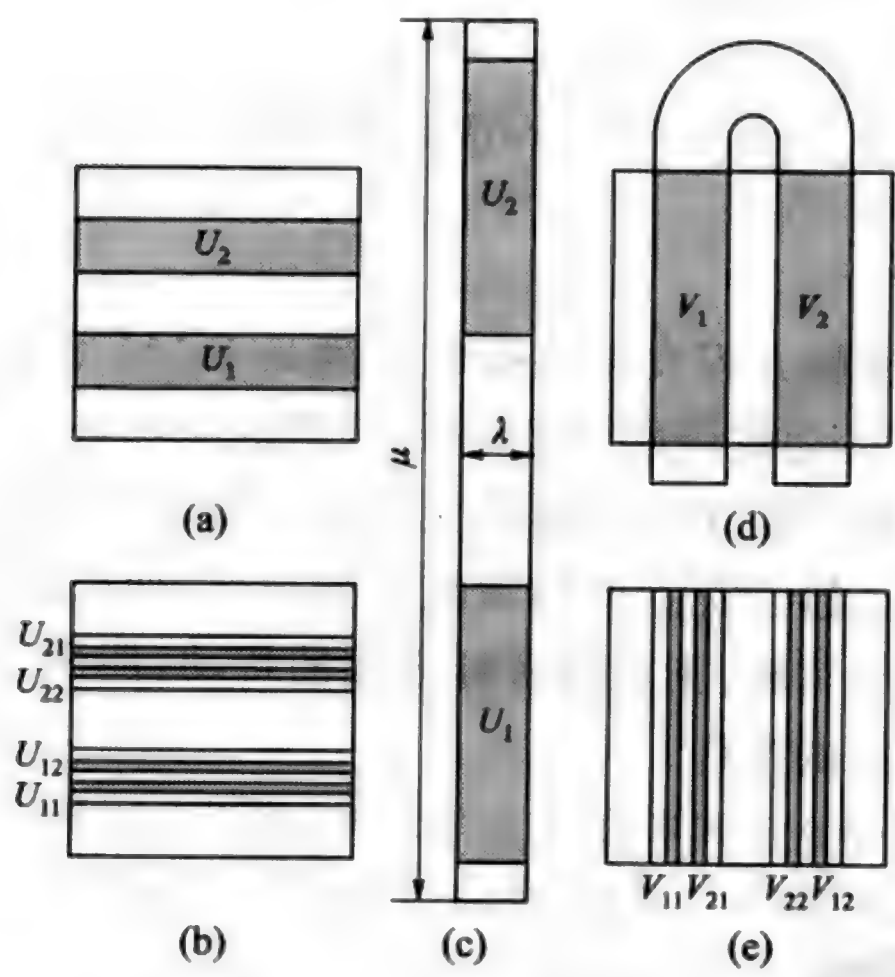 U₂
U₁
(a)
U₂₁
U₂₂
U₁₂
U₁₁
(b)
μ
U₂
λ
U₁
(c)
V₁ V₂
(d)
V₁₁ V₂₁ V₂₂ V₁₂
(e)